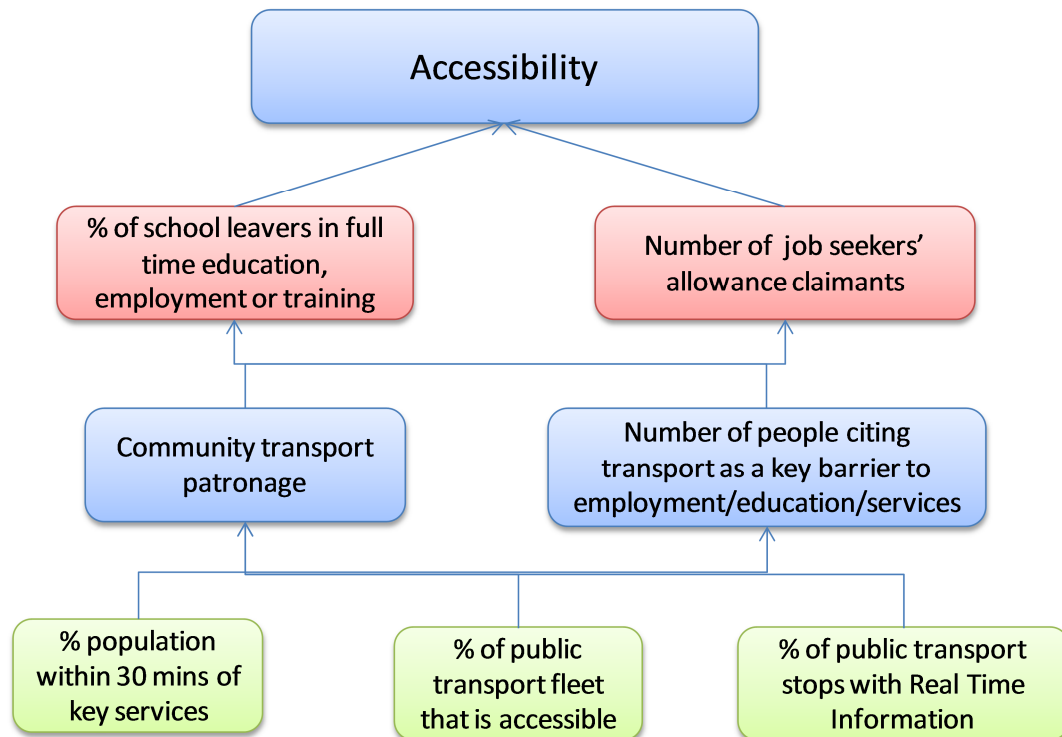 Accessibility
% of school leavers in full
time education,
employment or training
Number of job seekers’
allowance claimants
Community transport
patronage
Number of people citing
transport as a key barrier to
employment/education/services
% population
within 30 mins of
key services
% of public
transport fleet
that is accessible
% of public transport
stops with Real Time
Information